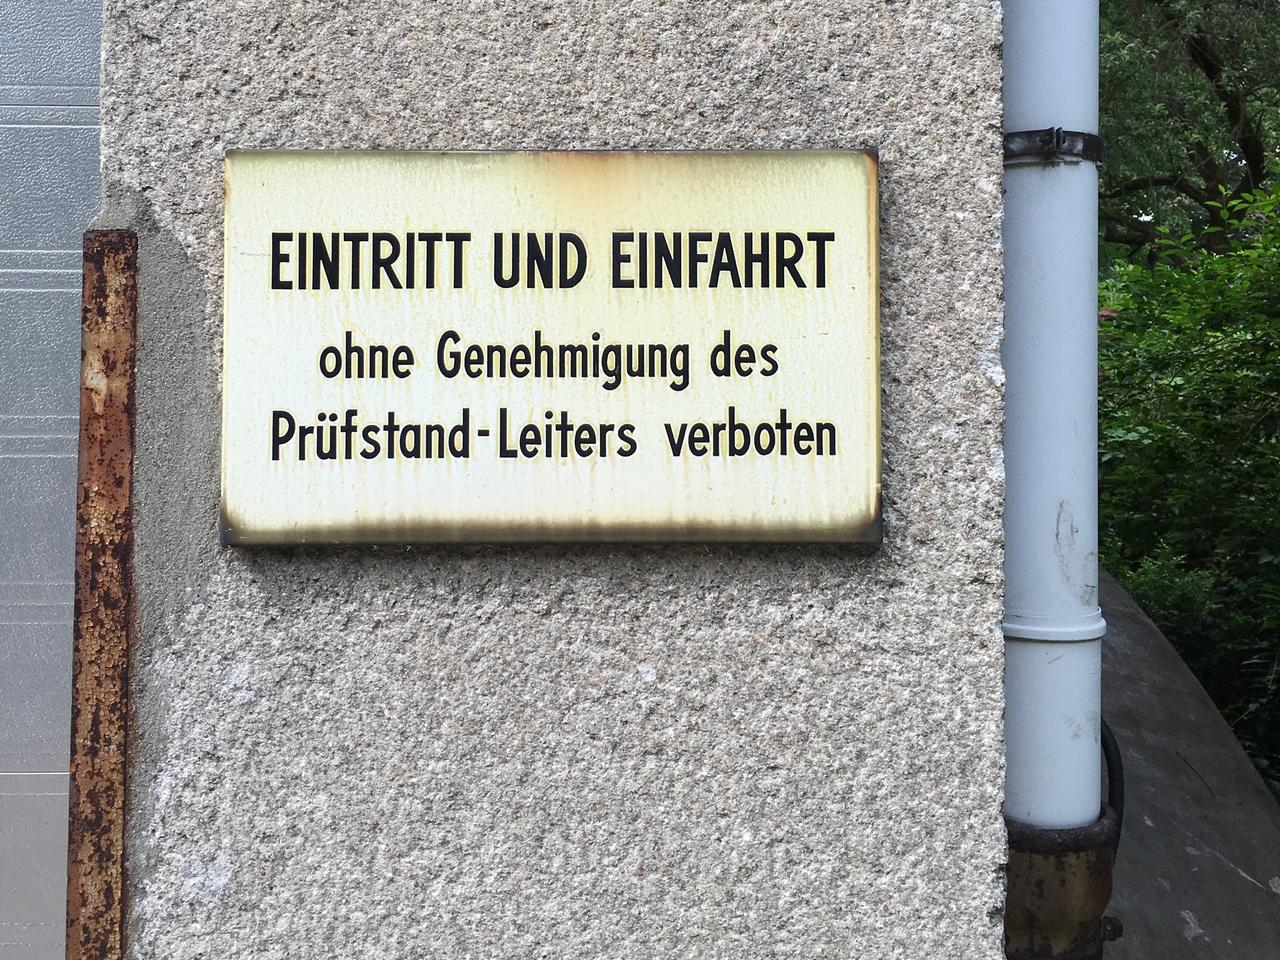 EINTRITT UND EINFAHRT
ohne Genehmigung des
Prüfstand-Leiters verboten